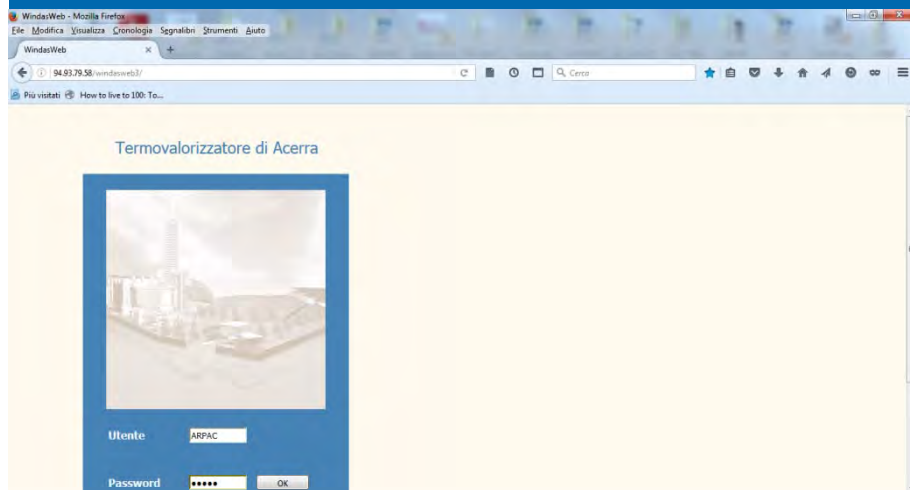 WindasWeb - Mozilla Firefox
File Modifica Visualizza Cronologia Segnalibri Strumenti Aiuto
WindasWeb × +
94.93.79.58/windasweb3/ Cerca
Più visitati How to live to 100: To...
Termovalorizzatore di Acerra
Utente ARPAC
Password ••••• OK